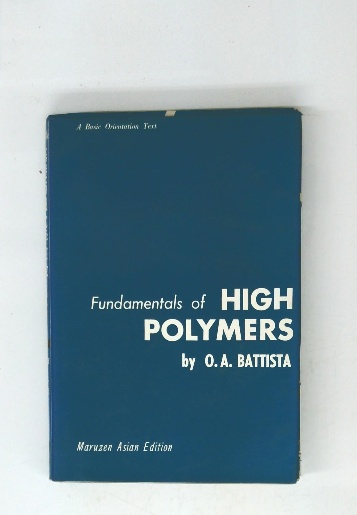 A Basic Orientation Text
Fundamentals of HIGH
POLYMERS
by O. A. BATTISTA
Maruzen Asian Edition